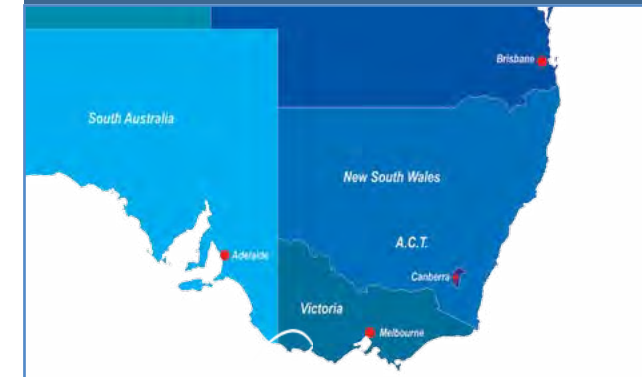 Brisbane
South Australia
New South Wales
A.C.T.
Adelaide
Canberra
Victoria
Melbourne